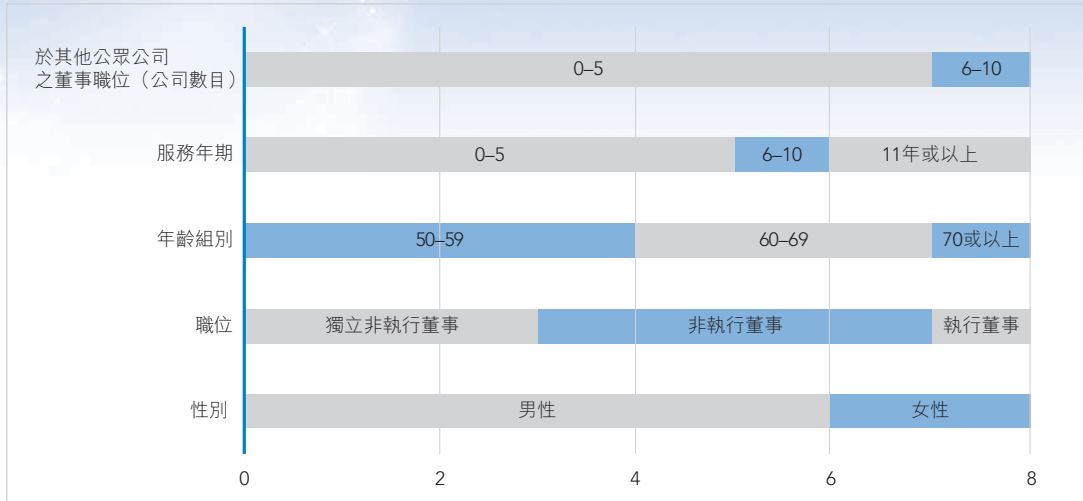 於其他公眾公司
之董事職位（公司數目）
0–5 6–10
服務年期 0–5 6–10 11年或以上
年齡組別 50–59 60–69 70或以上
職位 獨立非執行董事 非執行董事 執行董事
性別 男性 女性
0 2 4 6 8